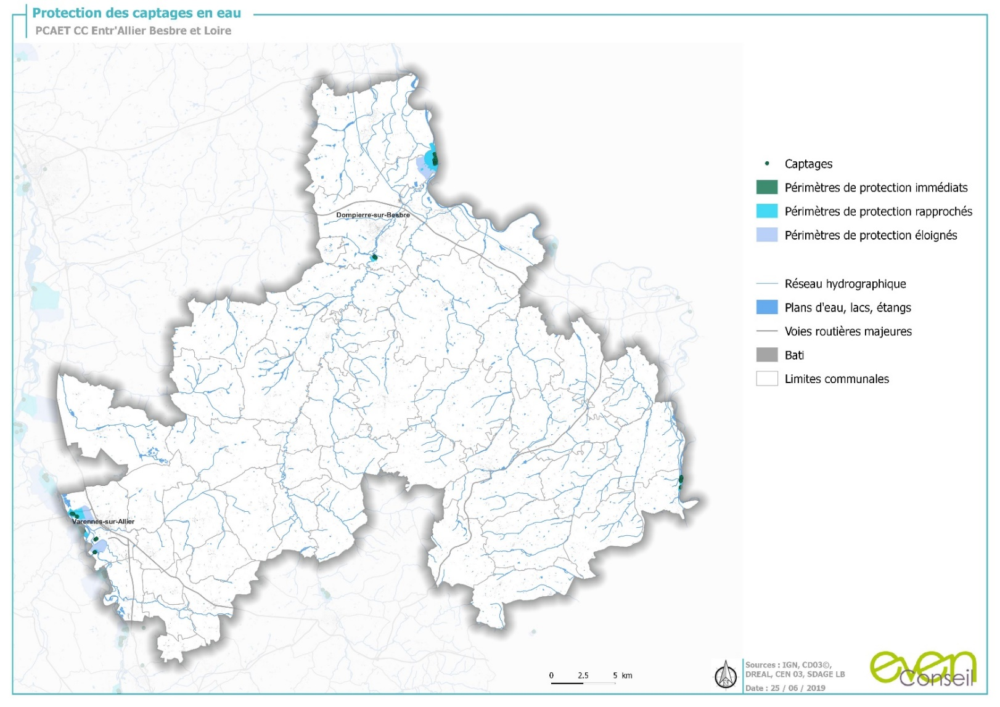 Protection des captages en eau
PCAET CC Entr'Allier Besbre et Loire
Dompierre-sur-Besbre
Varennes-sur-Allier
Captages
Périmètres de protection immédiats
Périmètres de protection rapprochés
Périmètres de protection éloignés
Réseau hydrographique
Plans d'eau, lacs, étangs
Voies routières majeures
Bati
Limites communales
0 2.5 5 km
N
Sources : IGN, CD03©,
DREAL, CEN 03, SDAGE LB
Date : 25 / 06 / 2019
even
Conseil